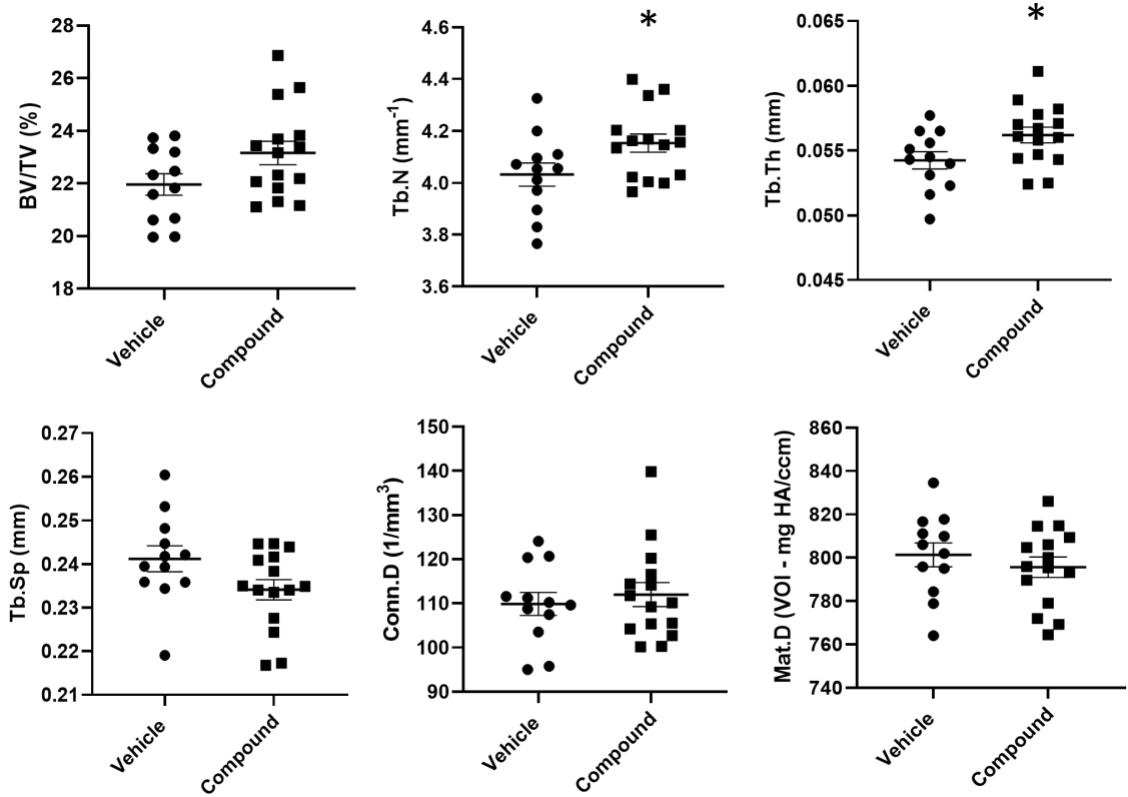 BV/TV (%)
28
26
24
22
20
18
Vehicle
Compound
*
Tb.N (mm⁻¹)
4.6
4.4
4.2
4.0
3.8
3.6
Vehicle
Compound
*
Tb.Th (mm)
0.065
0.060
0.055
0.050
0.045
Vehicle
Compound
Tb.Sp (mm)
0.27
0.26
0.25
0.24
0.23
0.22
0.21
Vehicle
Compound
Conn.D (1/mm³)
150
140
130
120
110
100
90
Vehicle
Compound
Mat.D (VOI - mg HA/ccm)
860
840
820
800
780
760
740
Vehicle
Compound